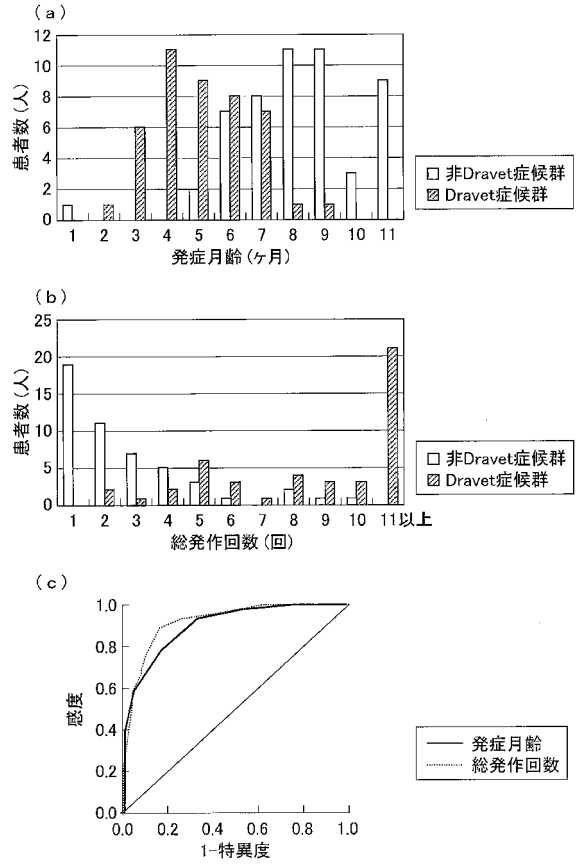 (a)
患者数(人)
12
10
8
6
4
2
0
1 2 3 4 5 6 7 8 9 10 11
発症月齢(ヶ月)
非Dravet症候群
Dravet症候群
(b)
患者数(人)
25
20
15
10
5
0
1 2 3 4 5 6 7 8 9 10 11以上
総発作回数(回)
非Dravet症候群
Dravet症候群
(c)
感度
1.0
0.8
0.6
0.4
0.2
0.0
0.0 0.2 0.4 0.6 0.8 1.0
1-特異度
発症月齢
総発作回数